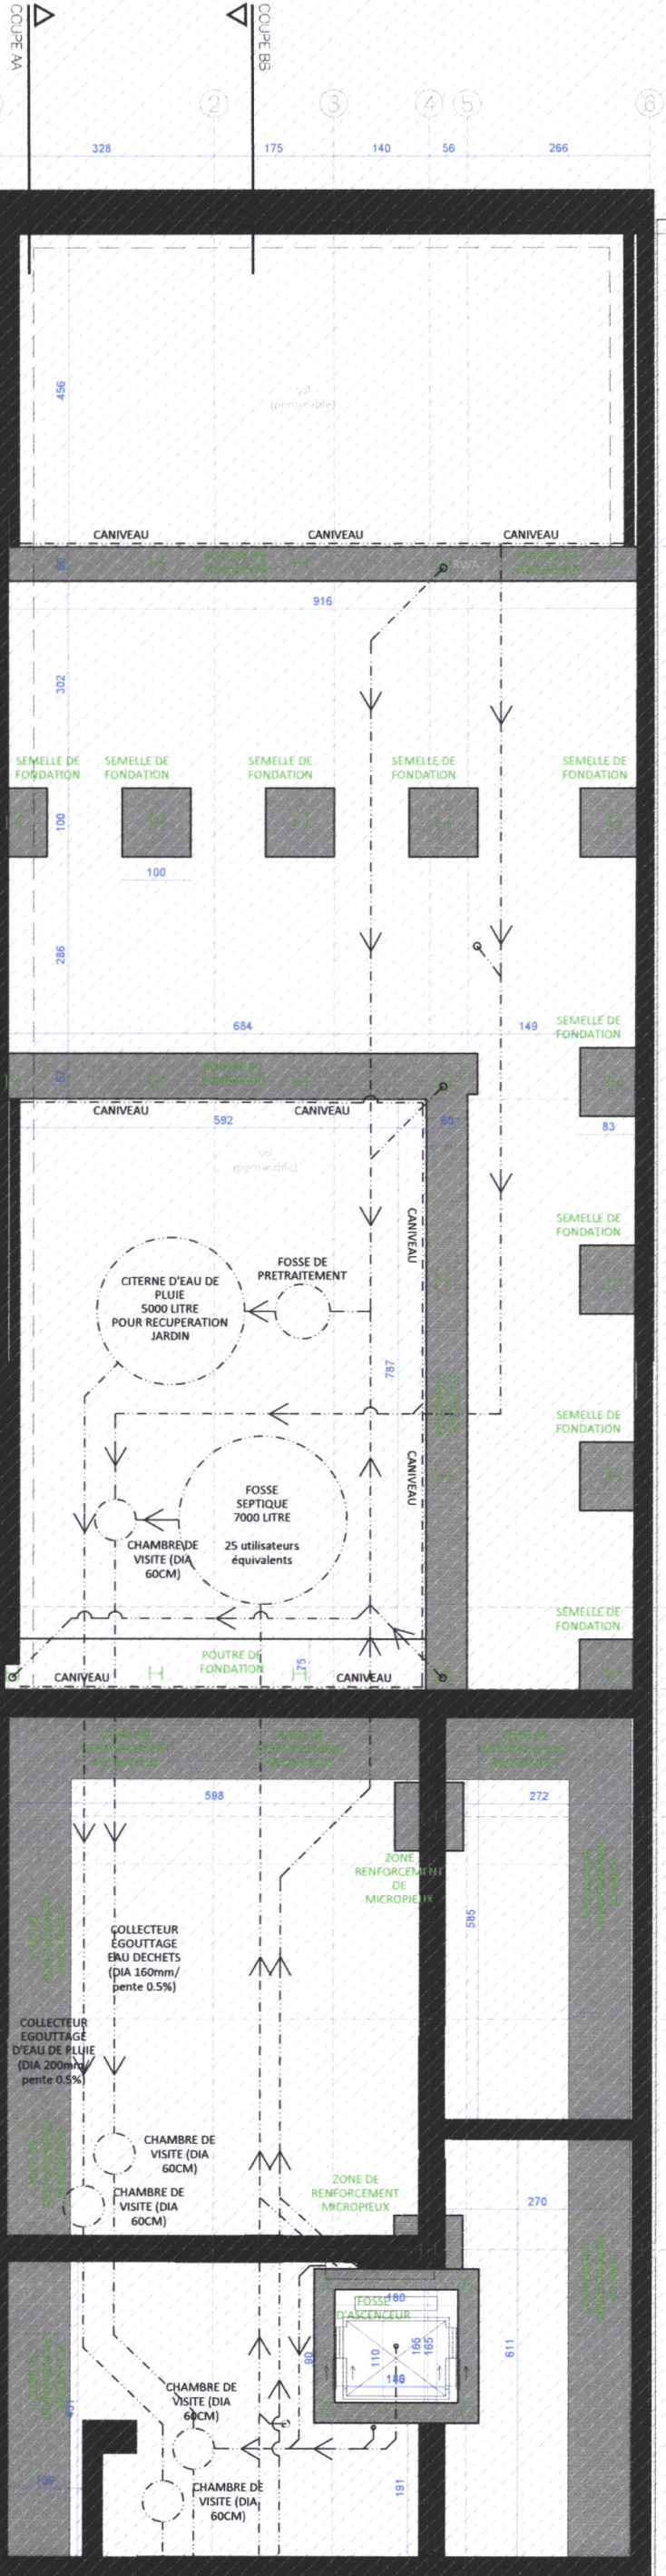 COUPE AA
COUPE BB
2
3
4
5
6
328
175
140
56
266
456
CANIVEAU
CANIVEAU
CANIVEAU
RWA
916
302
SEMELLE DE
FONDATION
SEMELLE DE
FONDATION
SEMELLE DE
FONDATION
SEMELLE DE
FONDATION
SEMELLE DE
FONDATION
100
100
286
684
149
SEMELLE DE
FONDATION
67
CANIVEAU
CANIVEAU
592
60
83
CANIVEAU
SEMELLE DE
FONDATION
FOSSE DE
PRETRAITEMENT
CITERNE D'EAU DE
PLUIE
5000 LITRE
POUR RECUPERATION
JARDIN
787
SEMELLE DE
FONDATION
CANIVEAU
FOSSE
SEPTIQUE
7000 LITRE
25 utilisateurs
équivalents
CHAMBRE DE
VISITE (DIA
60CM)
SEMELLE DE
FONDATION
POUTRE DE
FONDATION
75
CANIVEAU
CANIVEAU
598
272
ZONE
RENFORCEMENT
DE
MICROPIEUX
585
COLLECTEUR
EGOUTTAGE
EAU DECHETS
(DIA 160mm/
pente 0.5%)
COLLECTEUR
EGOUTTAGE
D'EAU DE PLUIE
(DIA 200mm/
pente 0.5%)
CHAMBRE DE
VISITE (DIA
60CM)
ZONE DE
RENFORCEMENT
MICROPIEUX
CHAMBRE DE
VISITE (DIA
60CM)
270
180
FOSSE
D'ASCENCEUR
90
110
165
165
611
CHAMBRE DE
VISITE (DIA
60CM)
CHAMBRE DE
VISITE (DIA
60CM)
191